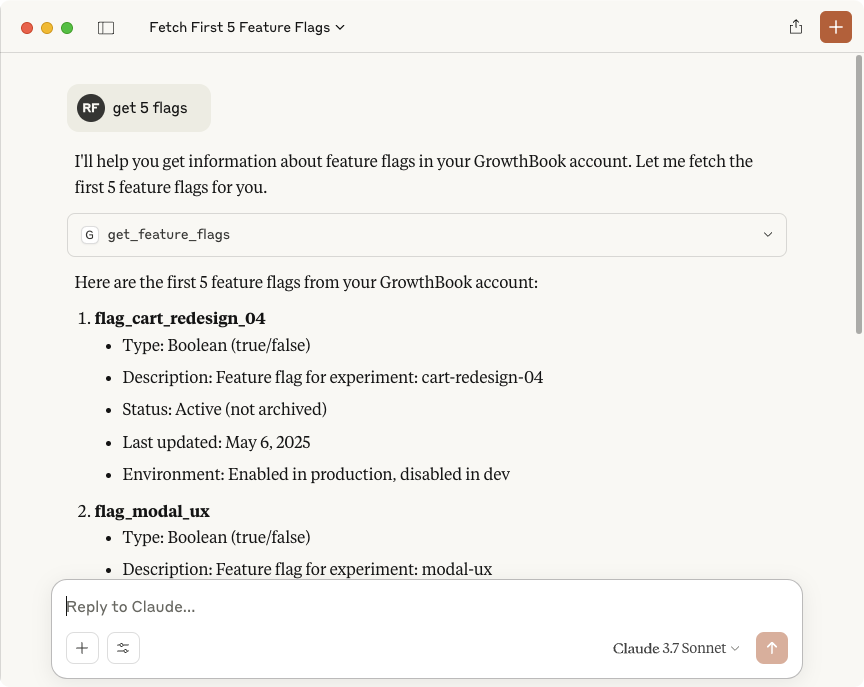 Fetch First 5 Feature Flags
RF get 5 flags
I'll help you get information about feature flags in your GrowthBook account. Let me fetch the
first 5 feature flags for you.
G get_feature_flags
Here are the first 5 feature flags from your GrowthBook account:
1. flag_cart_redesign_04
• Type: Boolean (true/false)
• Description: Feature flag for experiment: cart-redesign-04
• Status: Active (not archived)
• Last updated: May 6, 2025
• Environment: Enabled in production, disabled in dev
2. flag_modal_ux
• Type: Boolean (true/false)
• Description: Feature flag for experiment: modal-ux
Reply to Claude...
Claude 3.7 Sonnet